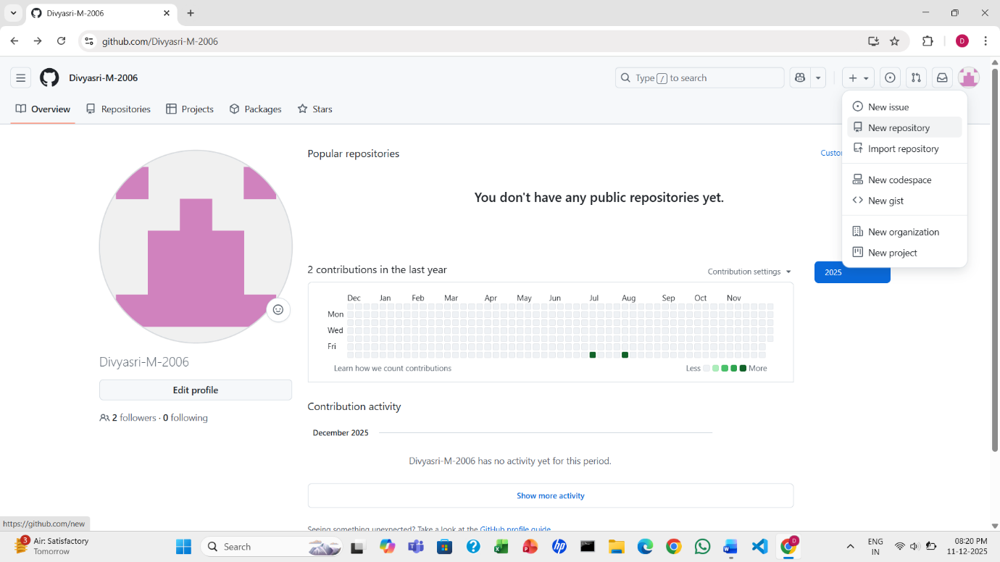 Divyasri-M-2006
github.com/Divyasri-M-2006
D
Divyasri-M-2006
Type / to search
Overview
Repositories
Projects
Packages
Stars
New issue
New repository
Import repository
New codespace
New gist
New organization
New project
Popular repositories
Custo
You don't have any public repositories yet.
2 contributions in the last year
Contribution settings
2025
Dec Jan Feb Mar Apr May Jun Jul Aug Sep Oct Nov
Mon
Wed
Fri
Learn how we count contributions
Less More
Divyasri-M-2006
Edit profile
2 followers · 0 following
Contribution activity
December 2025
Divyasri-M-2006 has no activity yet for this period.
Show more activity
Seeing something unexpected? Take a look at the GitHub profile guide.
https://github.com/new
3
Air: Satisfactory
Tomorrow
Search
D
ENG
IN
08:20 PM
11-12-2025